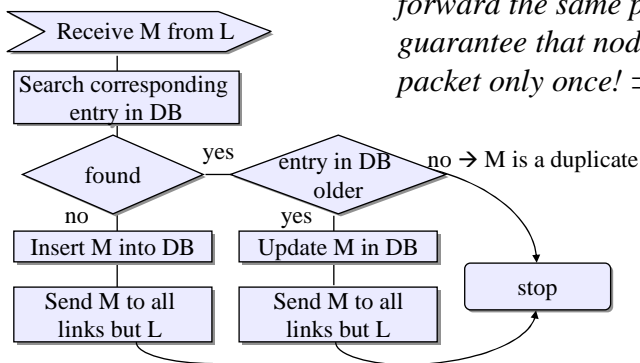 forward the same p
guarantee that nod
packet only once! =
Receive M from L
Search corresponding
entry in DB
found
yes
entry in DB
older
no → M is a duplicate
no
yes
Insert M into DB
Update M in DB
Send M to all
links but L
Send M to all
links but L
stop